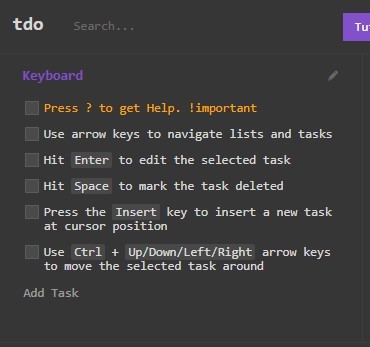 tdo
Search...
Tu
Keyboard
Press ? to get Help. !important
Use arrow keys to navigate lists and tasks
Hit Enter to edit the selected task
Hit Space to mark the task deleted
Press the Insert key to insert a new task
at cursor position
Use Ctrl + Up/Down/Left/Right arrow keys
to move the selected task around
Add Task